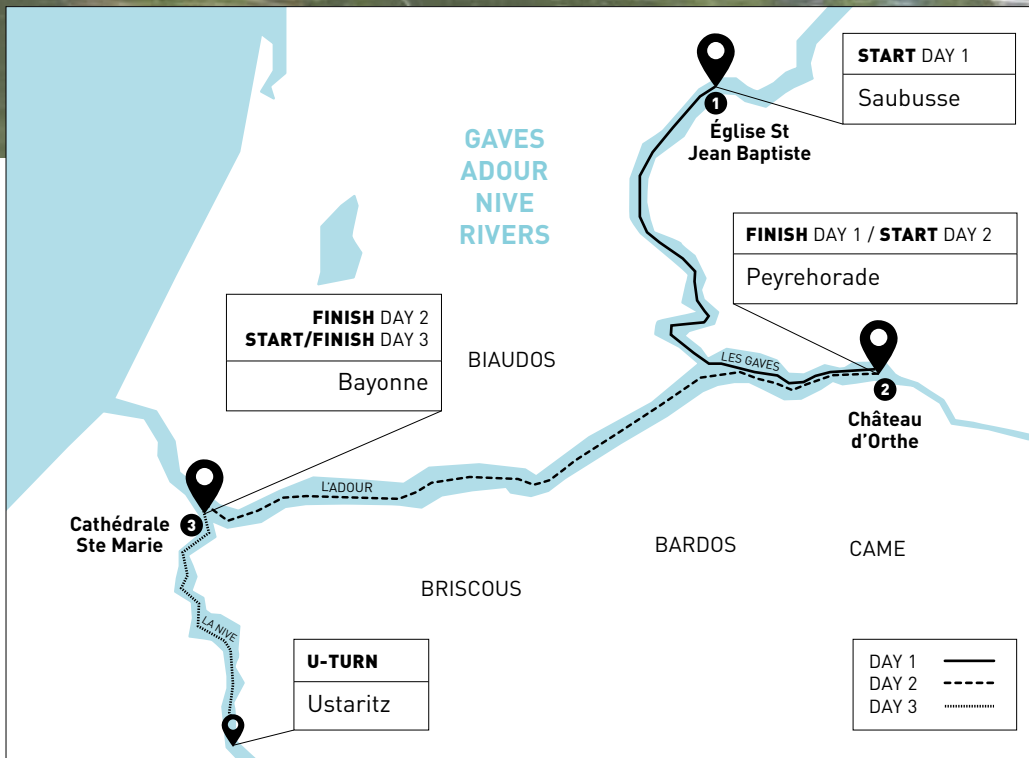 START DAY 1
Saubusse
1
Église St
Jean Baptiste
GAVES
ADOUR
NIVE
RIVERS
FINISH DAY 1 / START DAY 2
Peyrehorade
FINISH DAY 2
START/FINISH DAY 3
Bayonne
BIAUDOS
LES GAVES
2
Château
d'Orthe
L'ADOUR
Cathédrale
Ste Marie
3
BARDOS
CAME
BRISCOUS
LA NIVE
U-TURN
Ustaritz
DAY 1
DAY 2
DAY 3